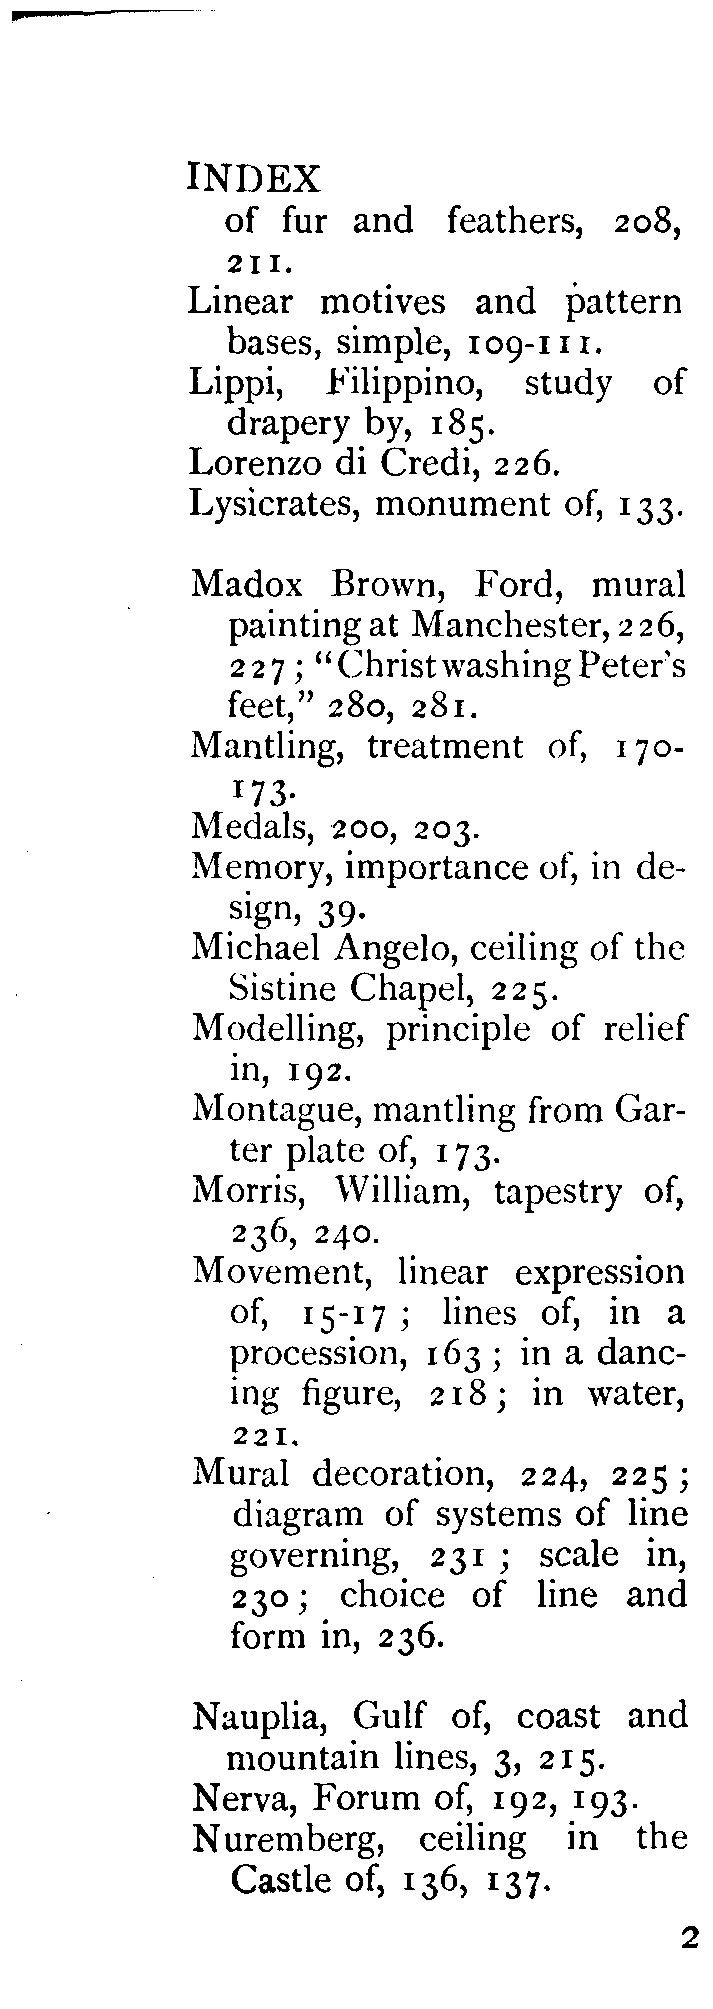 INDEX
of fur and feathers, 208,
211.
Linear motives and pattern
bases, simple, 109-111.
Lippi, Filippino, study of
drapery by, 185.
Lorenzo di Credi, 226.
Lysicrates, monument of, 133.
Madox Brown, Ford, mural
painting at Manchester, 226,
227; "Christ washing Peter's
feet," 280, 281.
Mantling, treatment of, 170-
173.
Medals, 200, 203.
Memory, importance of, in de-
sign, 39.
Michael Angelo, ceiling of the
Sistine Chapel, 225.
Modelling, principle of relief
in, 192.
Montague, mantling from Gar-
ter plate of, 173.
Morris, William, tapestry of,
236, 240.
Movement, linear expression
of, 15-17; lines of, in a
procession, 163; in a danc-
ing figure, 218; in water,
221.
Mural decoration, 224, 225;
diagram of systems of line
governing, 231; scale in,
230; choice of line and
form in, 236.
Nauplia, Gulf of, coast and
mountain lines, 3, 215.
Nerva, Forum of, 192, 193.
Nuremberg, ceiling in the
Castle of, 136, 137.
2